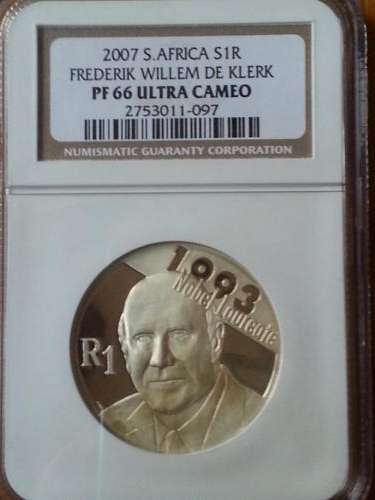 2007 S.AFRICA S1R
FREDERIK WILLEM DE KLERK
PF 66 ULTRA CAMEO
2753011-097
NUMISMATIC GUARANTY CORPORATION
1993
Nobel Laureate
R1